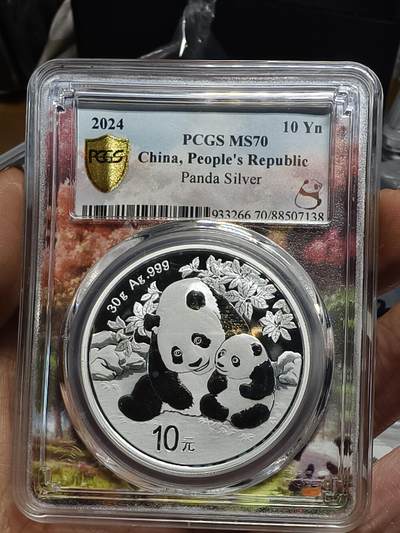 2024
10 Yn
PCGS MS70
PCGS
China, People's Republic
Panda Silver
933266.70/88507138
30g Ag.999
10元